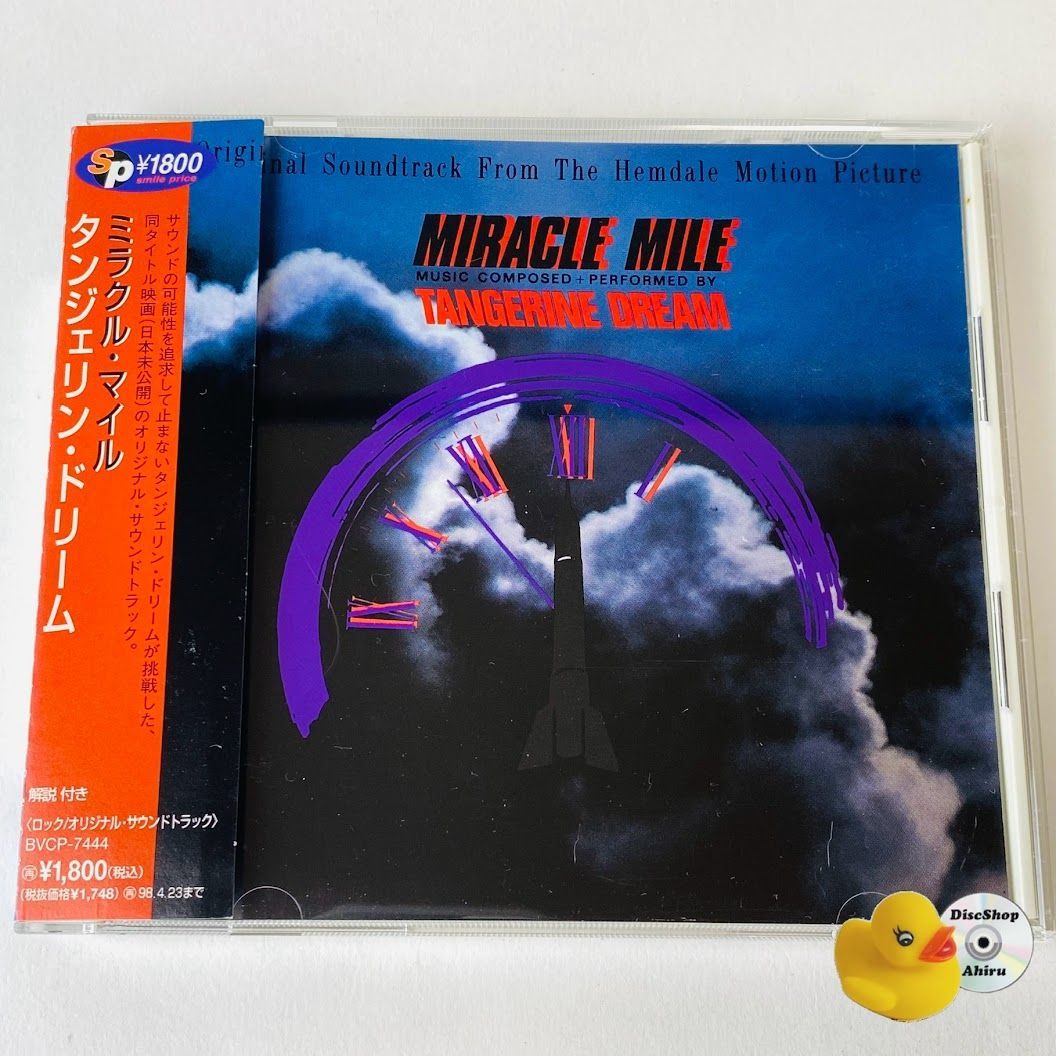 Sp ¥1800
smile price
ミラクル・マイル
タンジェリン・ドリーム
サウンドの可能性を追求して止まないタンジェリン・ドリームが挑戦した、
同タイトル映画(日本未公開)のオリジナル・サウンドトラック。
解説付き
〈ロック/オリジナル・サウンドトラック〉
BVCP-7444
再¥1,800(税込)
(税抜価格¥1,748) 再98.4.23まで
Original Soundtrack From The Hemdale Motion Picture
MIRACLE MILE
MUSIC COMPOSED + PERFORMED BY
TANGERINE DREAM
DiscShop
Ahiru